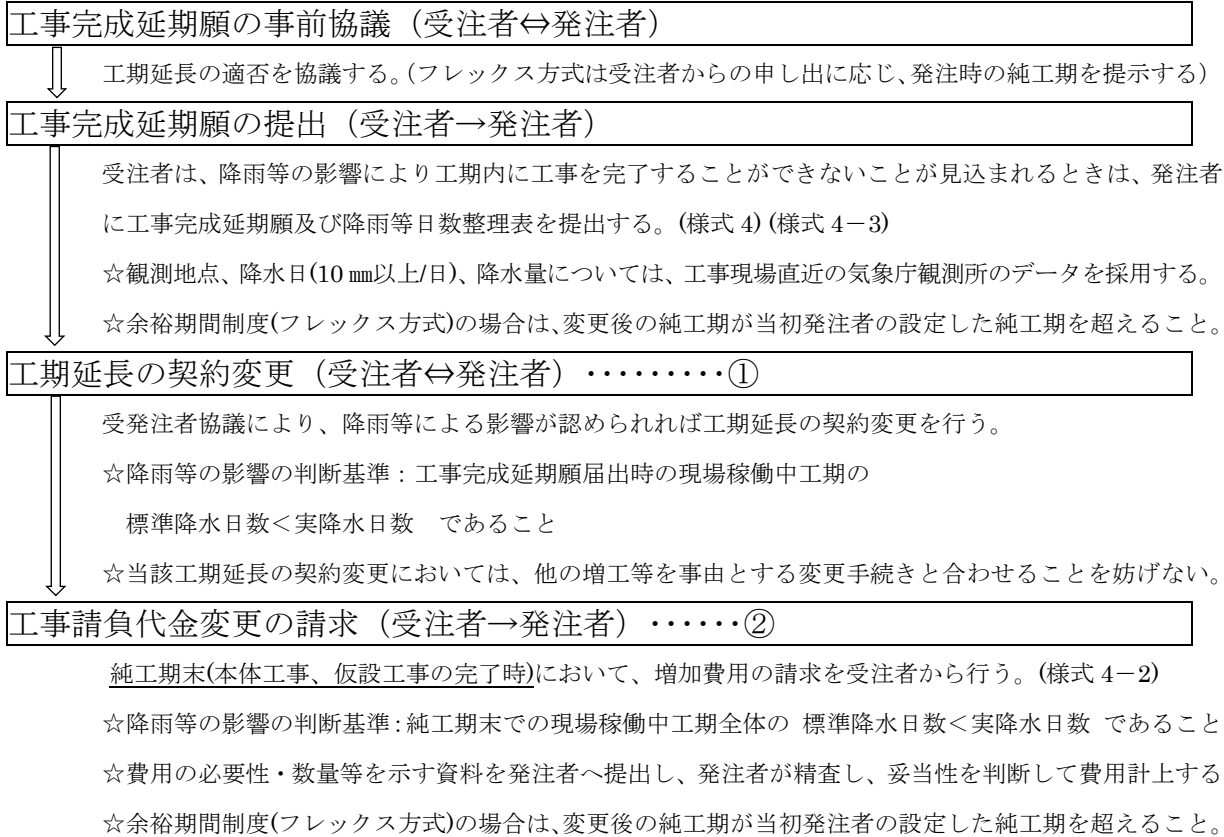 工事完成延期願の事前協議（受注者⇔発注者）
工期延長の適否を協議する。(フレックス方式は受注者からの申し出に応じ、発注時の純工期を提示する)
工事完成延期願の提出（受注者→発注者）
受注者は、降雨等の影響により工期内に工事を完了することができないことが見込まれるときは、発注者
に工事完成延期願及び降雨等日数整理表を提出する。(様式 4) (様式 4－3)
☆観測地点、降水日(10 ㎜以上/日)、降水量については、工事現場直近の気象庁観測所のデータを採用する。
☆余裕期間制度(フレックス方式)の場合は、変更後の純工期が当初発注者の設定した純工期を超えること。
工期延長の契約変更（受注者⇔発注者）・・・・・・・・・①
受発注者協議により、降雨等による影響が認められれば工期延長の契約変更を行う。
☆降雨等の影響の判断基準：工事完成延期願届出時の現場稼働中工期の
標準降水日数＜実降水日数　であること
☆当該工期延長の契約変更においては、他の増工等を事由とする変更手続きと合わせることを妨げない。
工事請負代金変更の請求（受注者→発注者）・・・・・・②
純工期末(本体工事、仮設工事の完了時)において、増加費用の請求を受注者から行う。(様式 4－2)
☆降雨等の影響の判断基準：純工期末での現場稼働中工期全体の 標準降水日数＜実降水日数 であること
☆費用の必要性・数量等を示す資料を発注者へ提出し、発注者が精査し、妥当性を判断して費用計上する
☆余裕期間制度(フレックス方式)の場合は、変更後の純工期が当初発注者の設定した純工期を超えること。